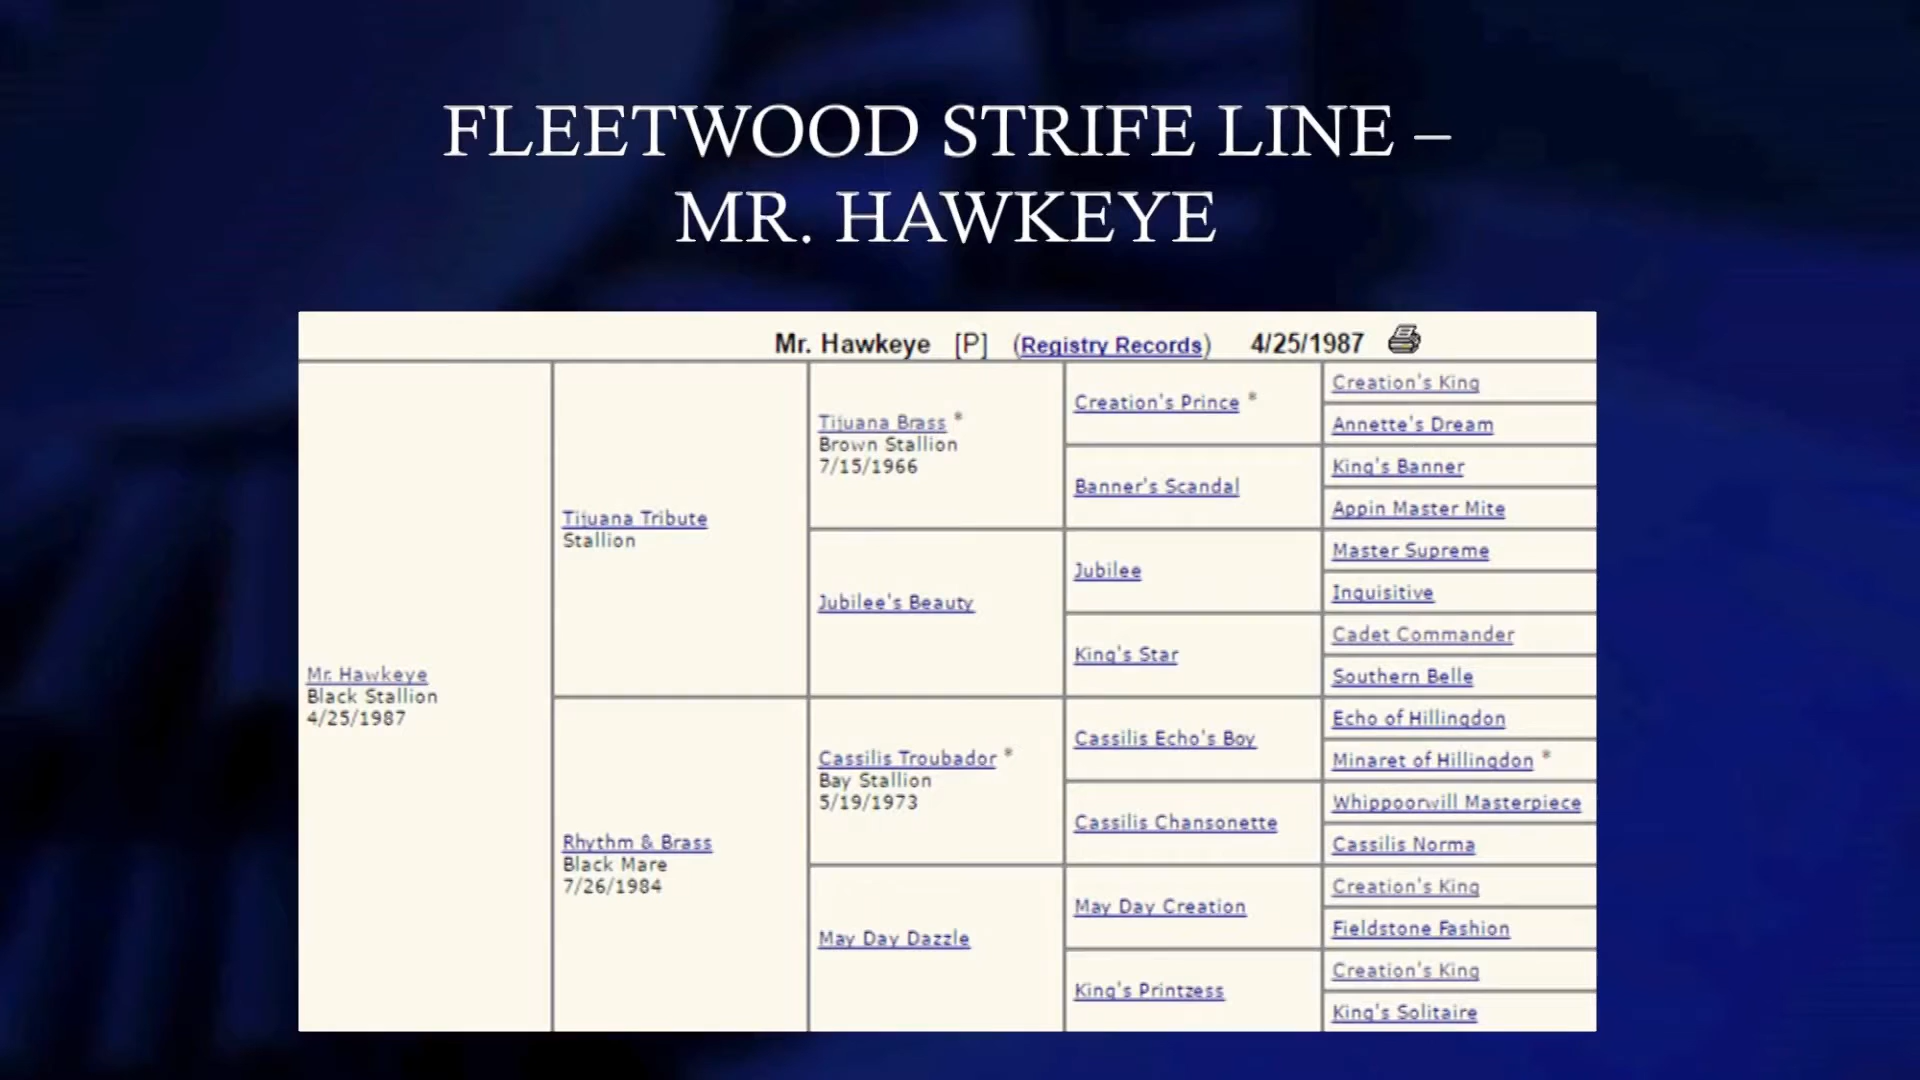 FLEETWOOD STRIFE LINE –
MR. HAWKEYE
Mr. Hawkeye [P] (Registry Records) 4/25/1987
Mr. Hawkeye
Black Stallion
4/25/1987
Tijuana Tribute
Stallion
Rhythm & Brass
Black Mare
7/26/1984
Tijuana Brass *
Brown Stallion
7/15/1966
Jubilee's Beauty
Cassilis Troubador *
Bay Stallion
5/19/1973
May Day Dazzle
Creation's Prince *
Banner's Scandal
Jubilee
King's Star
Cassilis Echo's Boy
Cassilis Chansonette
May Day Creation
King's Printzess
Creation's King
Annette's Dream
King's Banner
Appin Master Mite
Master Supreme
Inquisitive
Cadet Commander
Southern Belle
Echo of Hillingdon
Minaret of Hillingdon *
Whippoorwill Masterpiece
Cassilis Norma
Creation's King
Fieldstone Fashion
Creation's King
King's Solitaire